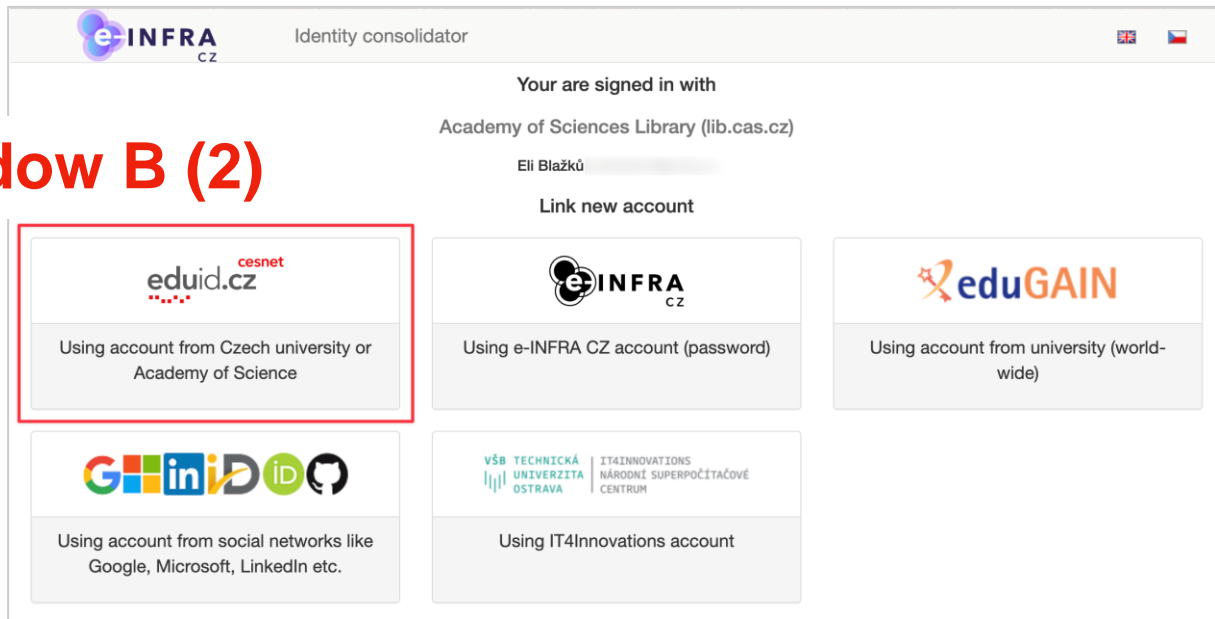 e-INFRA CZ
Identity consolidator
Your are signed in with
Academy of Sciences Library (lib.cas.cz)
Eli Blažků
dow B (2)
Link new account
cesnet
eduid.cz
Using account from Czech university or
Academy of Science
e-INFRA CZ
Using e-INFRA CZ account (password)
eduGAIN
Using account from university (world-
wide)
G in iD iD
Using account from social networks like
Google, Microsoft, LinkedIn etc.
VŠB TECHNICKÁ
UNIVERZITA
OSTRAVA
IT4INNOVATIONS
NÁRODNÍ SUPERPOČÍTAČOVÉ
CENTRUM
Using IT4Innovations account